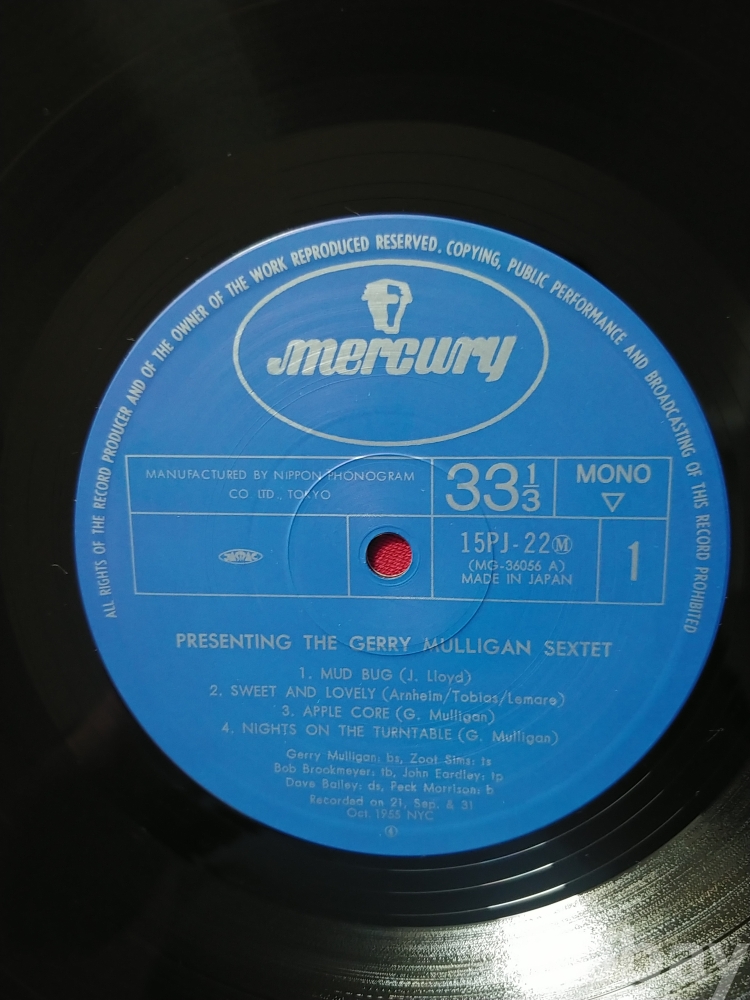 ALL RIGHTS OF THE RECORD PRODUCER AND OF THE OWNER OF THE WORK REPRODUCED RESERVED. COPYING, PUBLIC PERFORMANCE AND BROADCASTING OF THIS RECORD PROHIBITED
mercury
MANUFACTURED BY NIPPON PHONOGRAM
CO LTD., TOKYO
33 1/3
MONO
▽
JASRAC
15PJ-22Ⓜ
(MG-36056 A)
MADE IN JAPAN
1
PRESENTING THE GERRY MULLIGAN SEXTET
1. MUD BUG (J. Lloyd)
2. SWEET AND LOVELY (Arnheim/Tobias/Lemare)
3. APPLE CORE (G. Mulligan)
4. NIGHTS ON THE TURNTABLE (G. Mulligan)
Gerry Mulligan: bs, Zoot Sims: ts
Bob Brookmeyer: tb, John Eardley: tp
Dave Bailey: ds, Peck Morrison: b
Recorded on 21, Sep. & 31
Oct. 1955 NYC